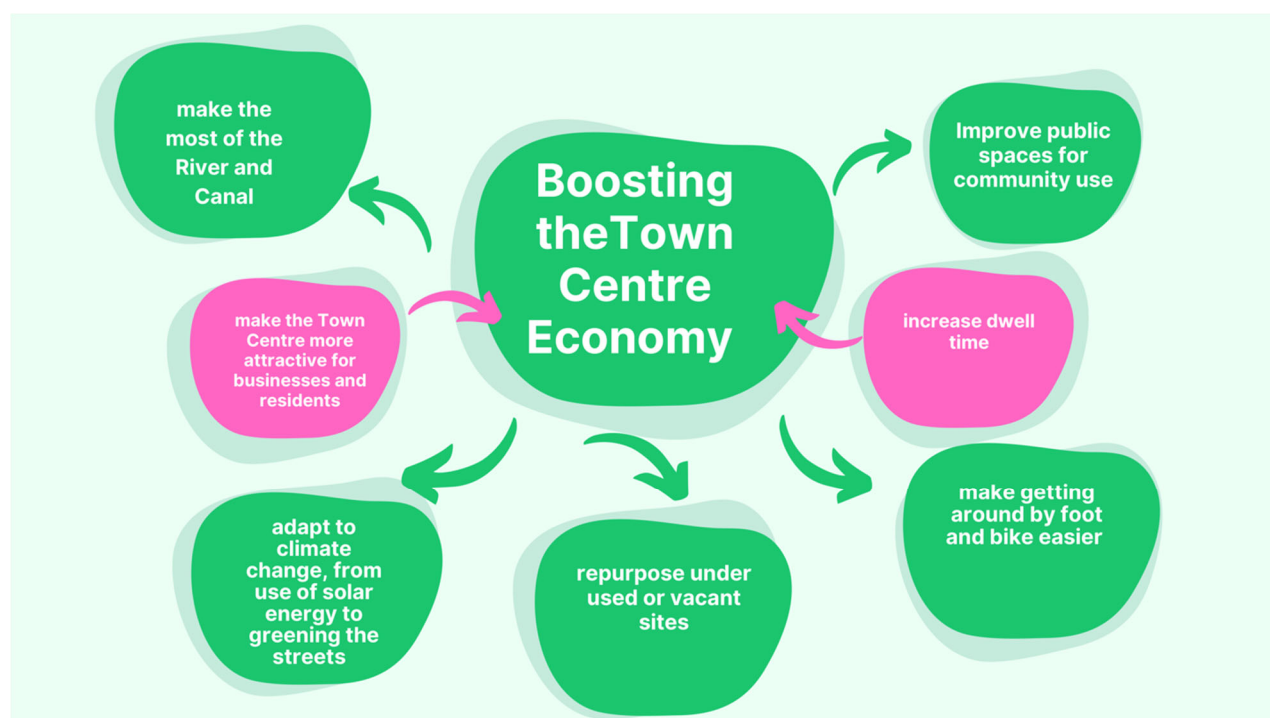 make the
most of the
River and
Canal
Boosting
theTown
Centre
Economy
Improve public
spaces for
community use
make the Town
Centre more
attractive for
businesses and
residents
increase dwell
time
adapt to
climate
change, from
use of solar
energy to
greening the
streets
repurpose under
used or vacant
sites
make getting
around by foot
and bike easier